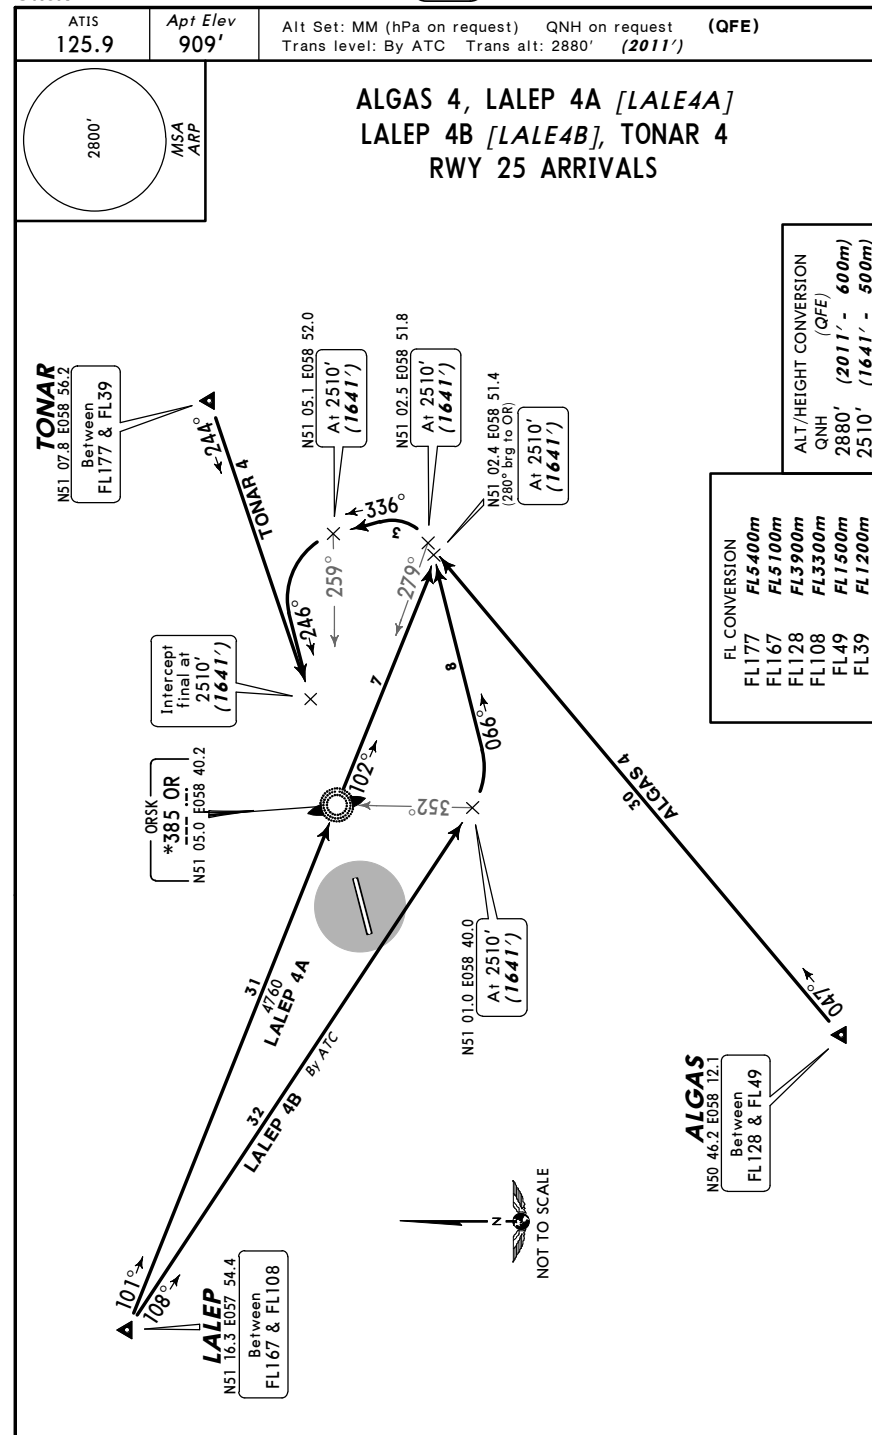 ATIS
125.9
Apt Elev
909'
Alt Set: MM (hPa on request) QNH on request (QFE)
Trans level: By ATC Trans alt: 2880' (2011')
2800'
MSA
ARP
ALGAS 4, LALEP 4A [LALE4A]
LALEP 4B [LALE4B], TONAR 4
RWY 25 ARRIVALS
ALT/HEIGHT CONVERSION
QNH (QFE)
2880' (2011' - 600m)
2510' (1641' - 500m)
FL CONVERSION
FL177 FL5400m
FL167 FL5100m
FL128 FL3900m
FL108 FL3300m
FL49 FL1500m
FL39 FL1200m
TONAR
N51 07.8 E058 56.2
Between
FL177 & FL39
244°
TONAR 4
N51 05.1 E058 52.0
At 2510'
(1641')
N51 02.5 E058 51.8
At 2510'
(1641')
N51 02.4 E058 51.4
(280° brg to OR)
At 2510'
(1641')
336°
3
259°
279°
246°
Intercept
final at
2510'
(1641')
ORSK
*385 OR
N51 05.0 E058 40.2
102°
7
8
066°
352°
N51 01.0 E058 40.0
At 2510'
(1641')
30
ALGAS 4
047°
ALGAS
N50 46.2 E058 12.1
Between
FL128 & FL49
31
4760
LALEP 4A
32
LALEP 4B
By ATC
101°
108°
LALEP
N51 16.3 E057 54.4
Between
FL167 & FL108
N
NOT TO SCALE